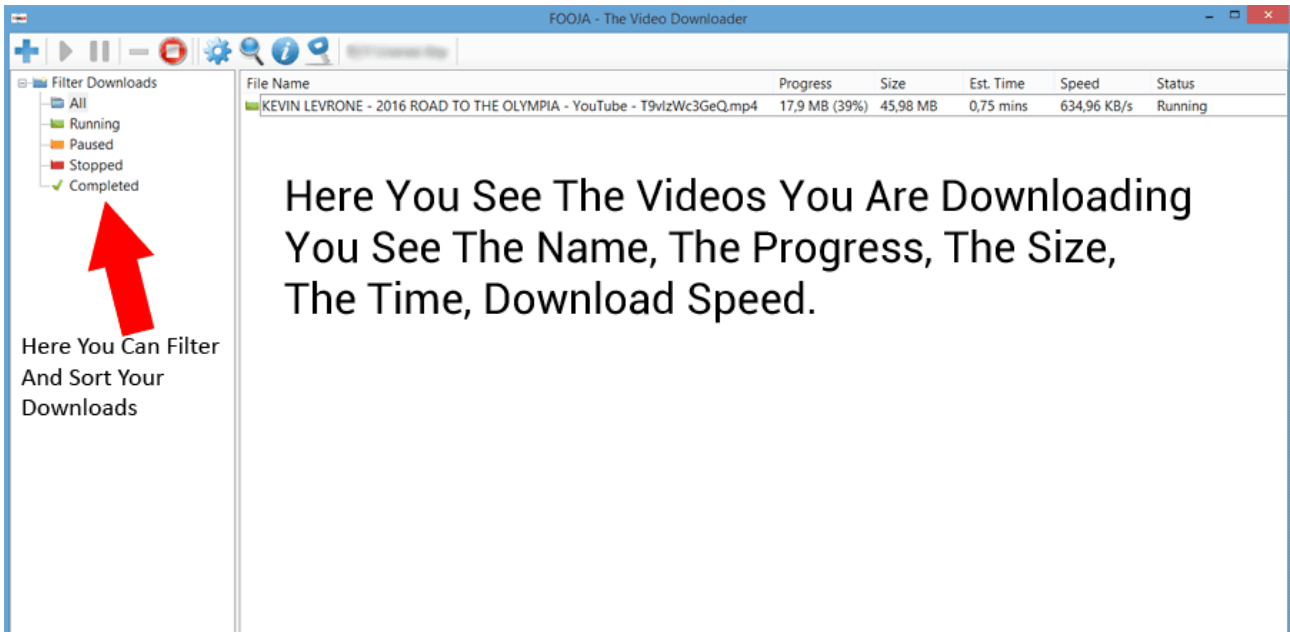 FOOJA - The Video Downloader
Filter Downloads
All
Running
Paused
Stopped
Completed
File Name Progress Size Est. Time Speed Status
KEVIN LEVRONE - 2016 ROAD TO THE OLYMPIA - YouTube - T9vlzWc3GeQ.mp4 17,9 MB (39%) 45,98 MB 0,75 mins 634,96 KB/s Running
Here You See The Videos You Are Downloading
You See The Name, The Progress, The Size,
The Time, Download Speed.
Here You Can Filter
And Sort Your
Downloads